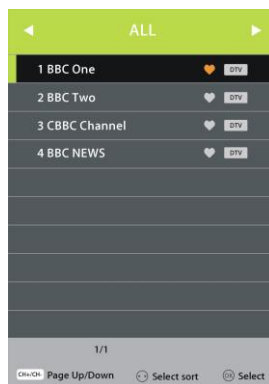 ALL
1 BBC One DTV
2 BBC Two DTV
3 CBBC Channel DTV
4 BBC NEWS DTV
1/1
CH+/CH- Page Up/Down Select sort OK Select